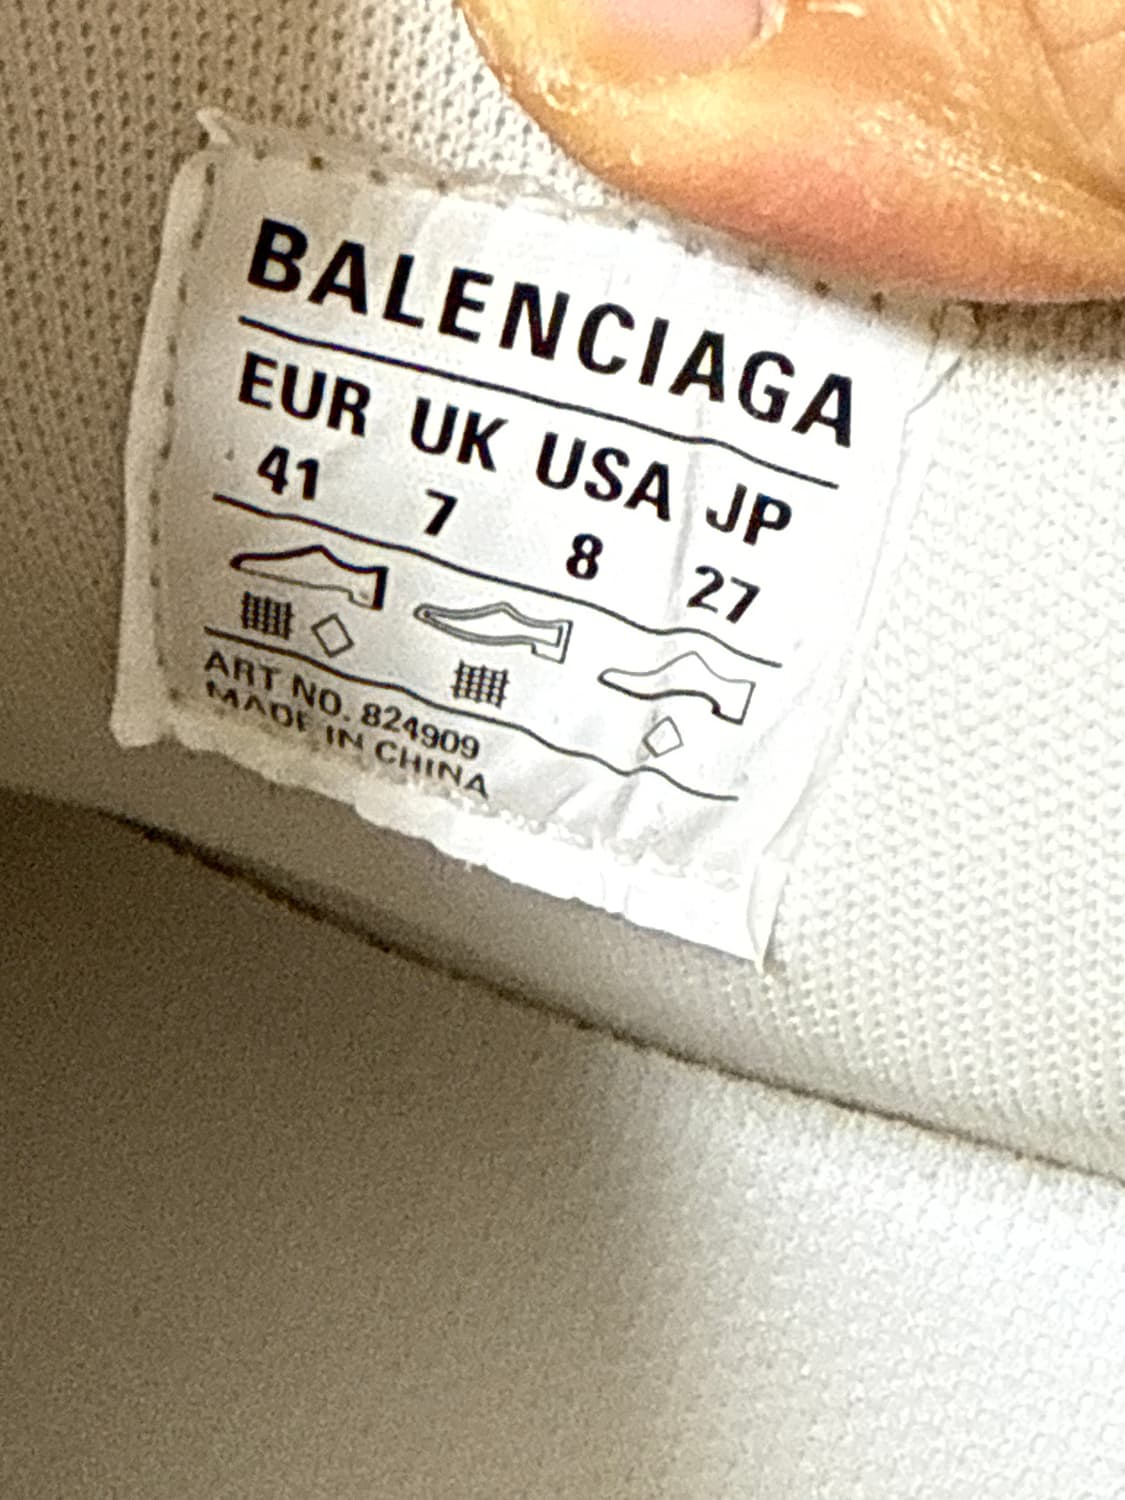 BALENCIAGA
EUR UK USA JP
41 7 8 27
ART NO. 824909
MADE IN CHINA